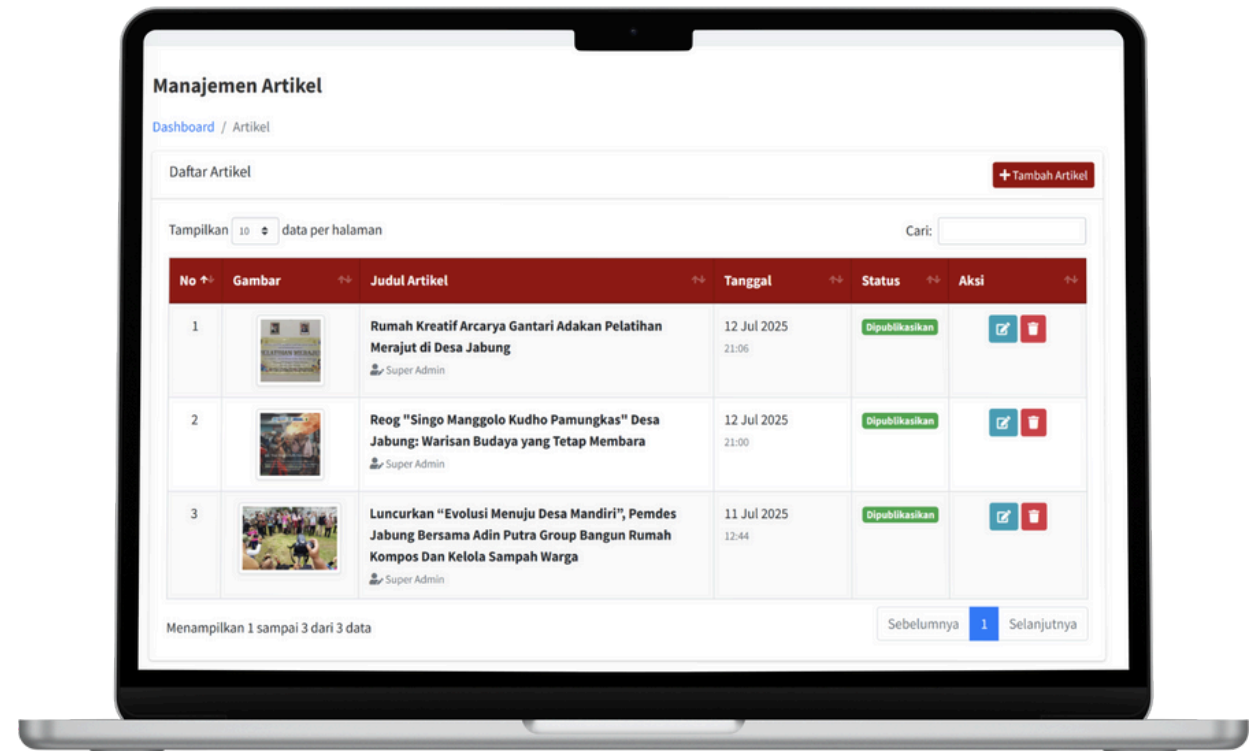 Manajemen Artikel
Dashboard / Artikel
Daftar Artikel
Tambah Artikel
Tampilkan 10 data per halaman
Cari:
No Gambar Judul Artikel Tanggal Status Aksi
1
Rumah Kreatif Arcarya Gantari Adakan Pelatihan
Merajut di Desa Jabung
Super Admin
12 Jul 2025
21:06
Dipublikasikan
2
Reog "Singo Manggolo Kudho Pamungkas" Desa
Jabung: Warisan Budaya yang Tetap Membara
Super Admin
12 Jul 2025
21:00
Dipublikasikan
3
Luncurkan “Evolusi Menuju Desa Mandiri”, Pemdes
Jabung Bersama Adin Putra Group Bangun Rumah
Kompos Dan Kelola Sampah Warga
Super Admin
11 Jul 2025
12:44
Dipublikasikan
Menampilkan 1 sampai 3 dari 3 data
Sebelumnya 1 Selanjutnya